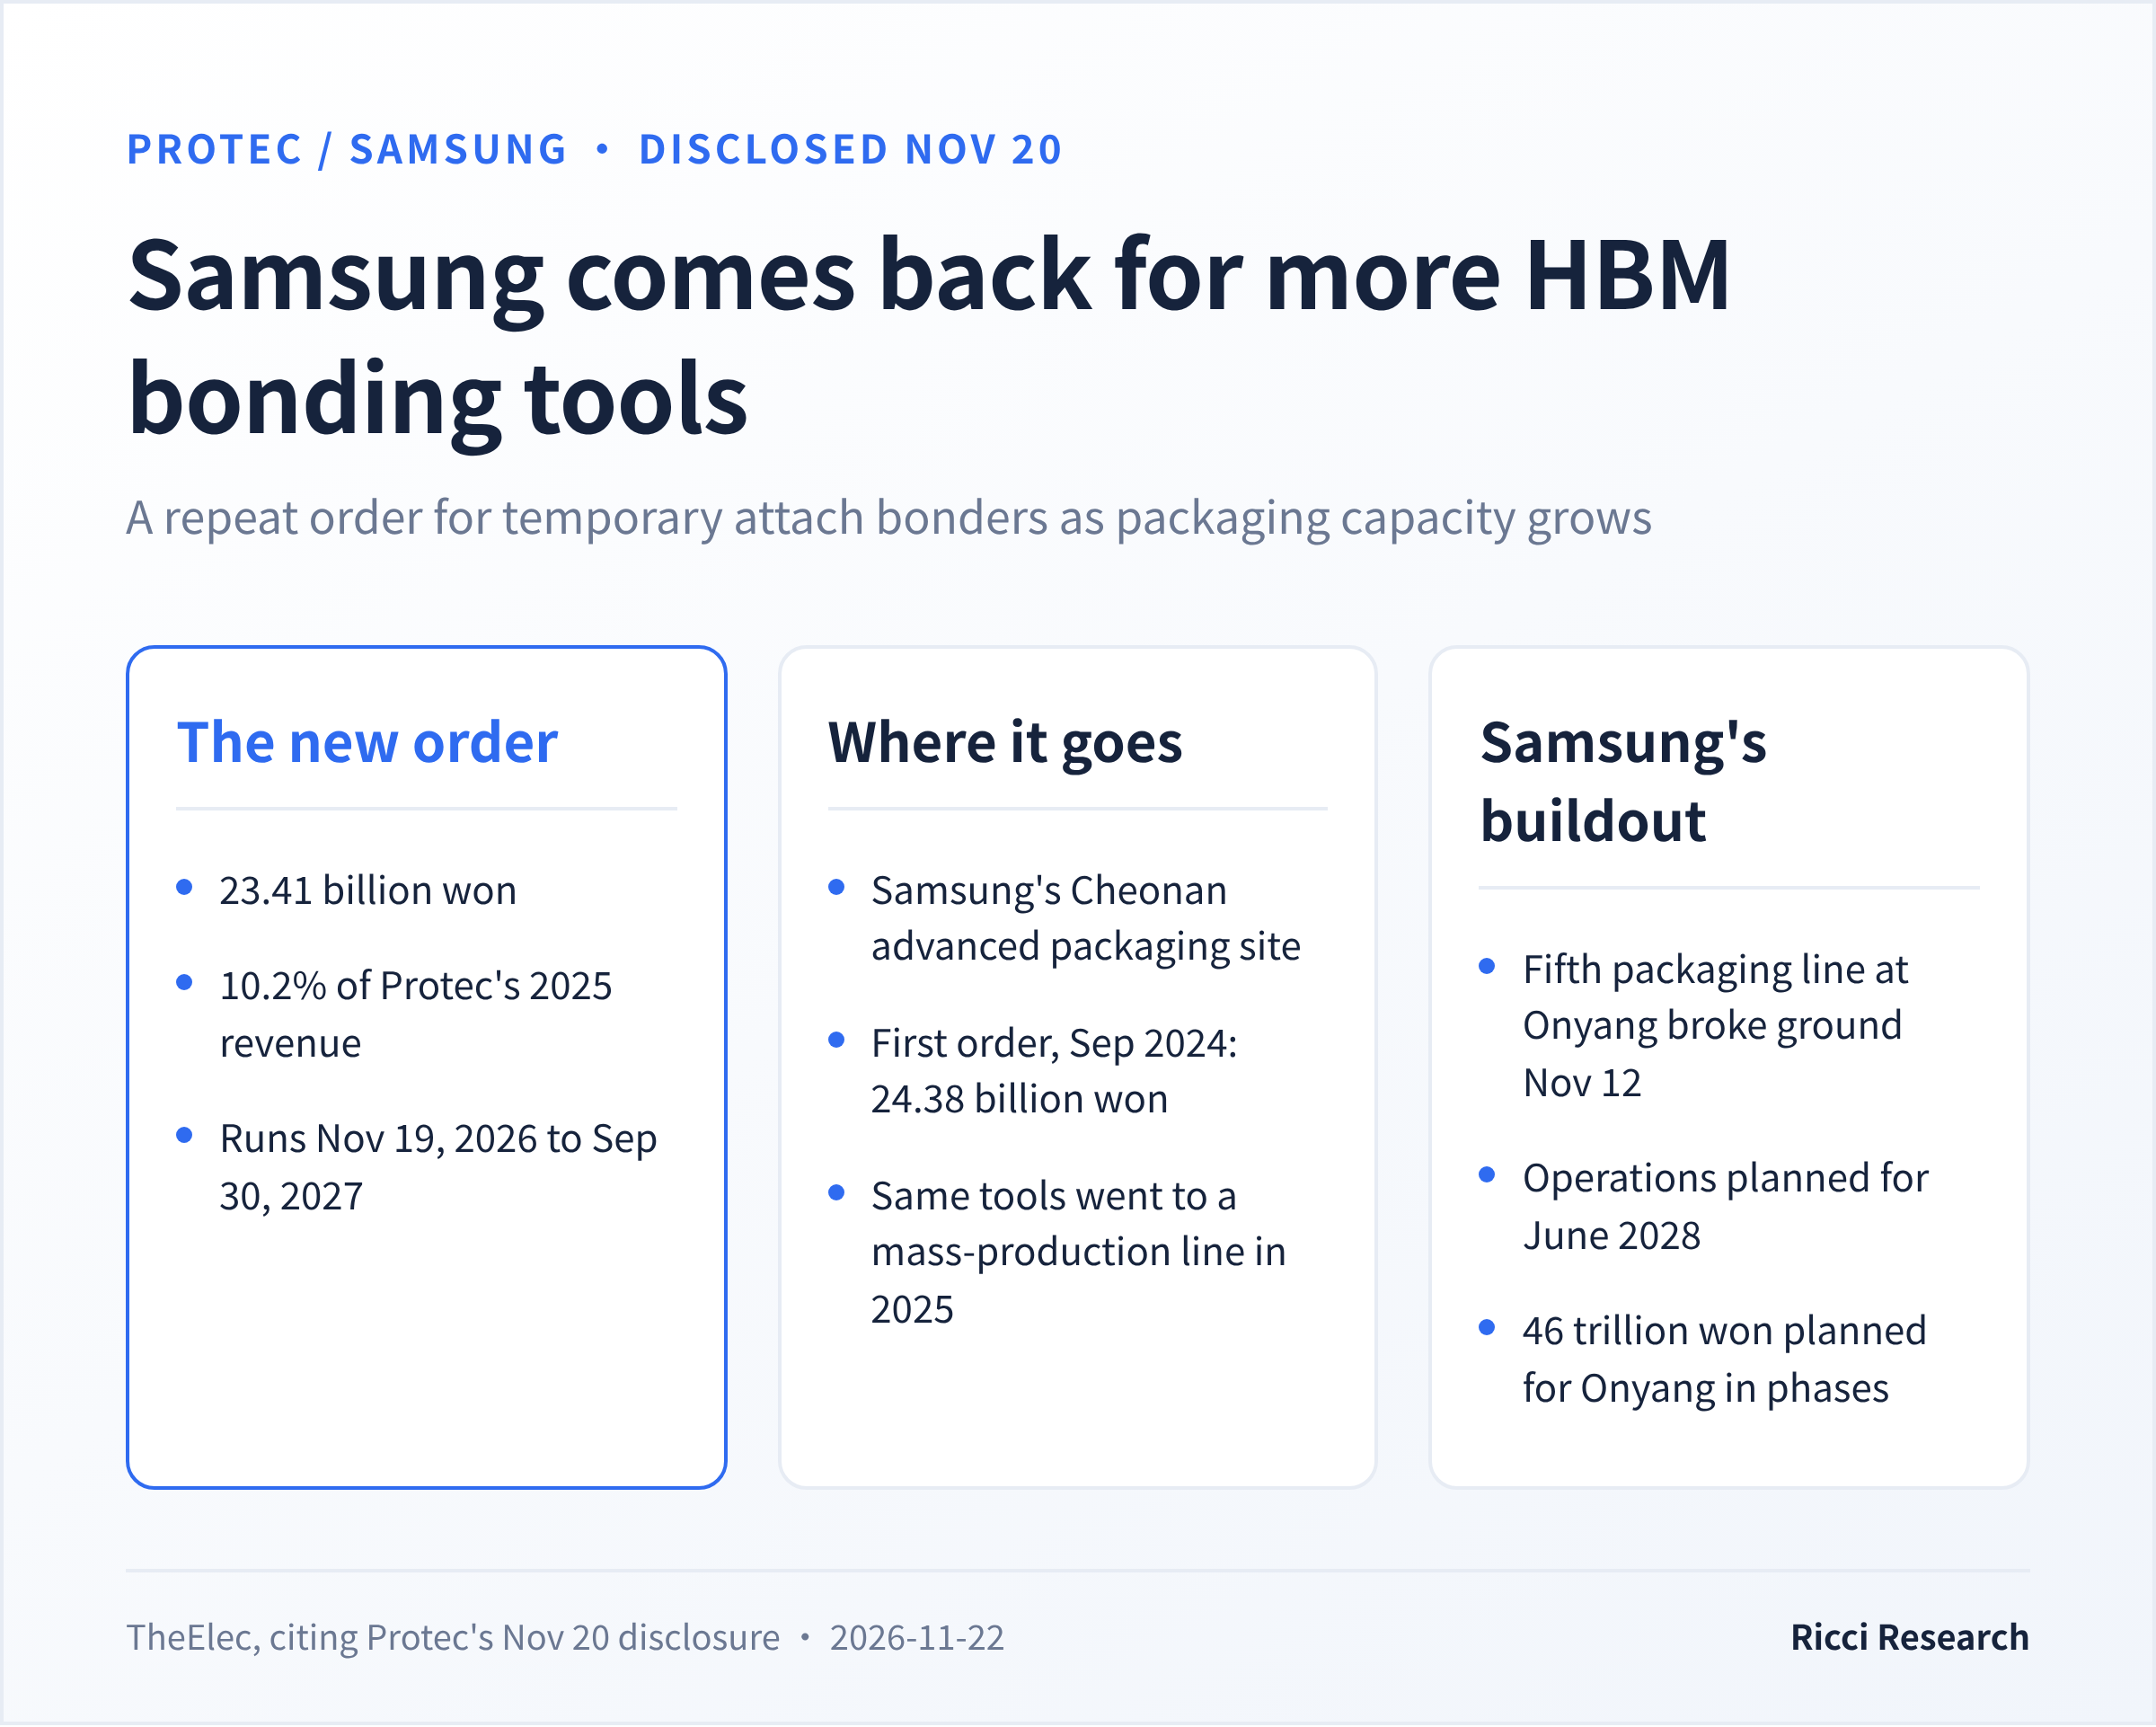 PROTEC / SAMSUNG • DISCLOSED NOV 20
Samsung comes back for more HBM
bonding tools
A repeat order for temporary attach bonders as packaging capacity grows
The new order
• 23.41 billion won
• 10.2% of Protec's 2025
revenue
• Runs Nov 19, 2026 to Sep
30, 2027
Where it goes
• Samsung's Cheonan
advanced packaging site
• First order, Sep 2024:
24.38 billion won
• Same tools went to a
mass-production line in
2025
Samsung's
buildout
• Fifth packaging line at
Onyang broke ground
Nov 12
• Operations planned for
June 2028
• 46 trillion won planned
for Onyang in phases
TheElec, citing Protec's Nov 20 disclosure • 2026-11-22
Ricci Research